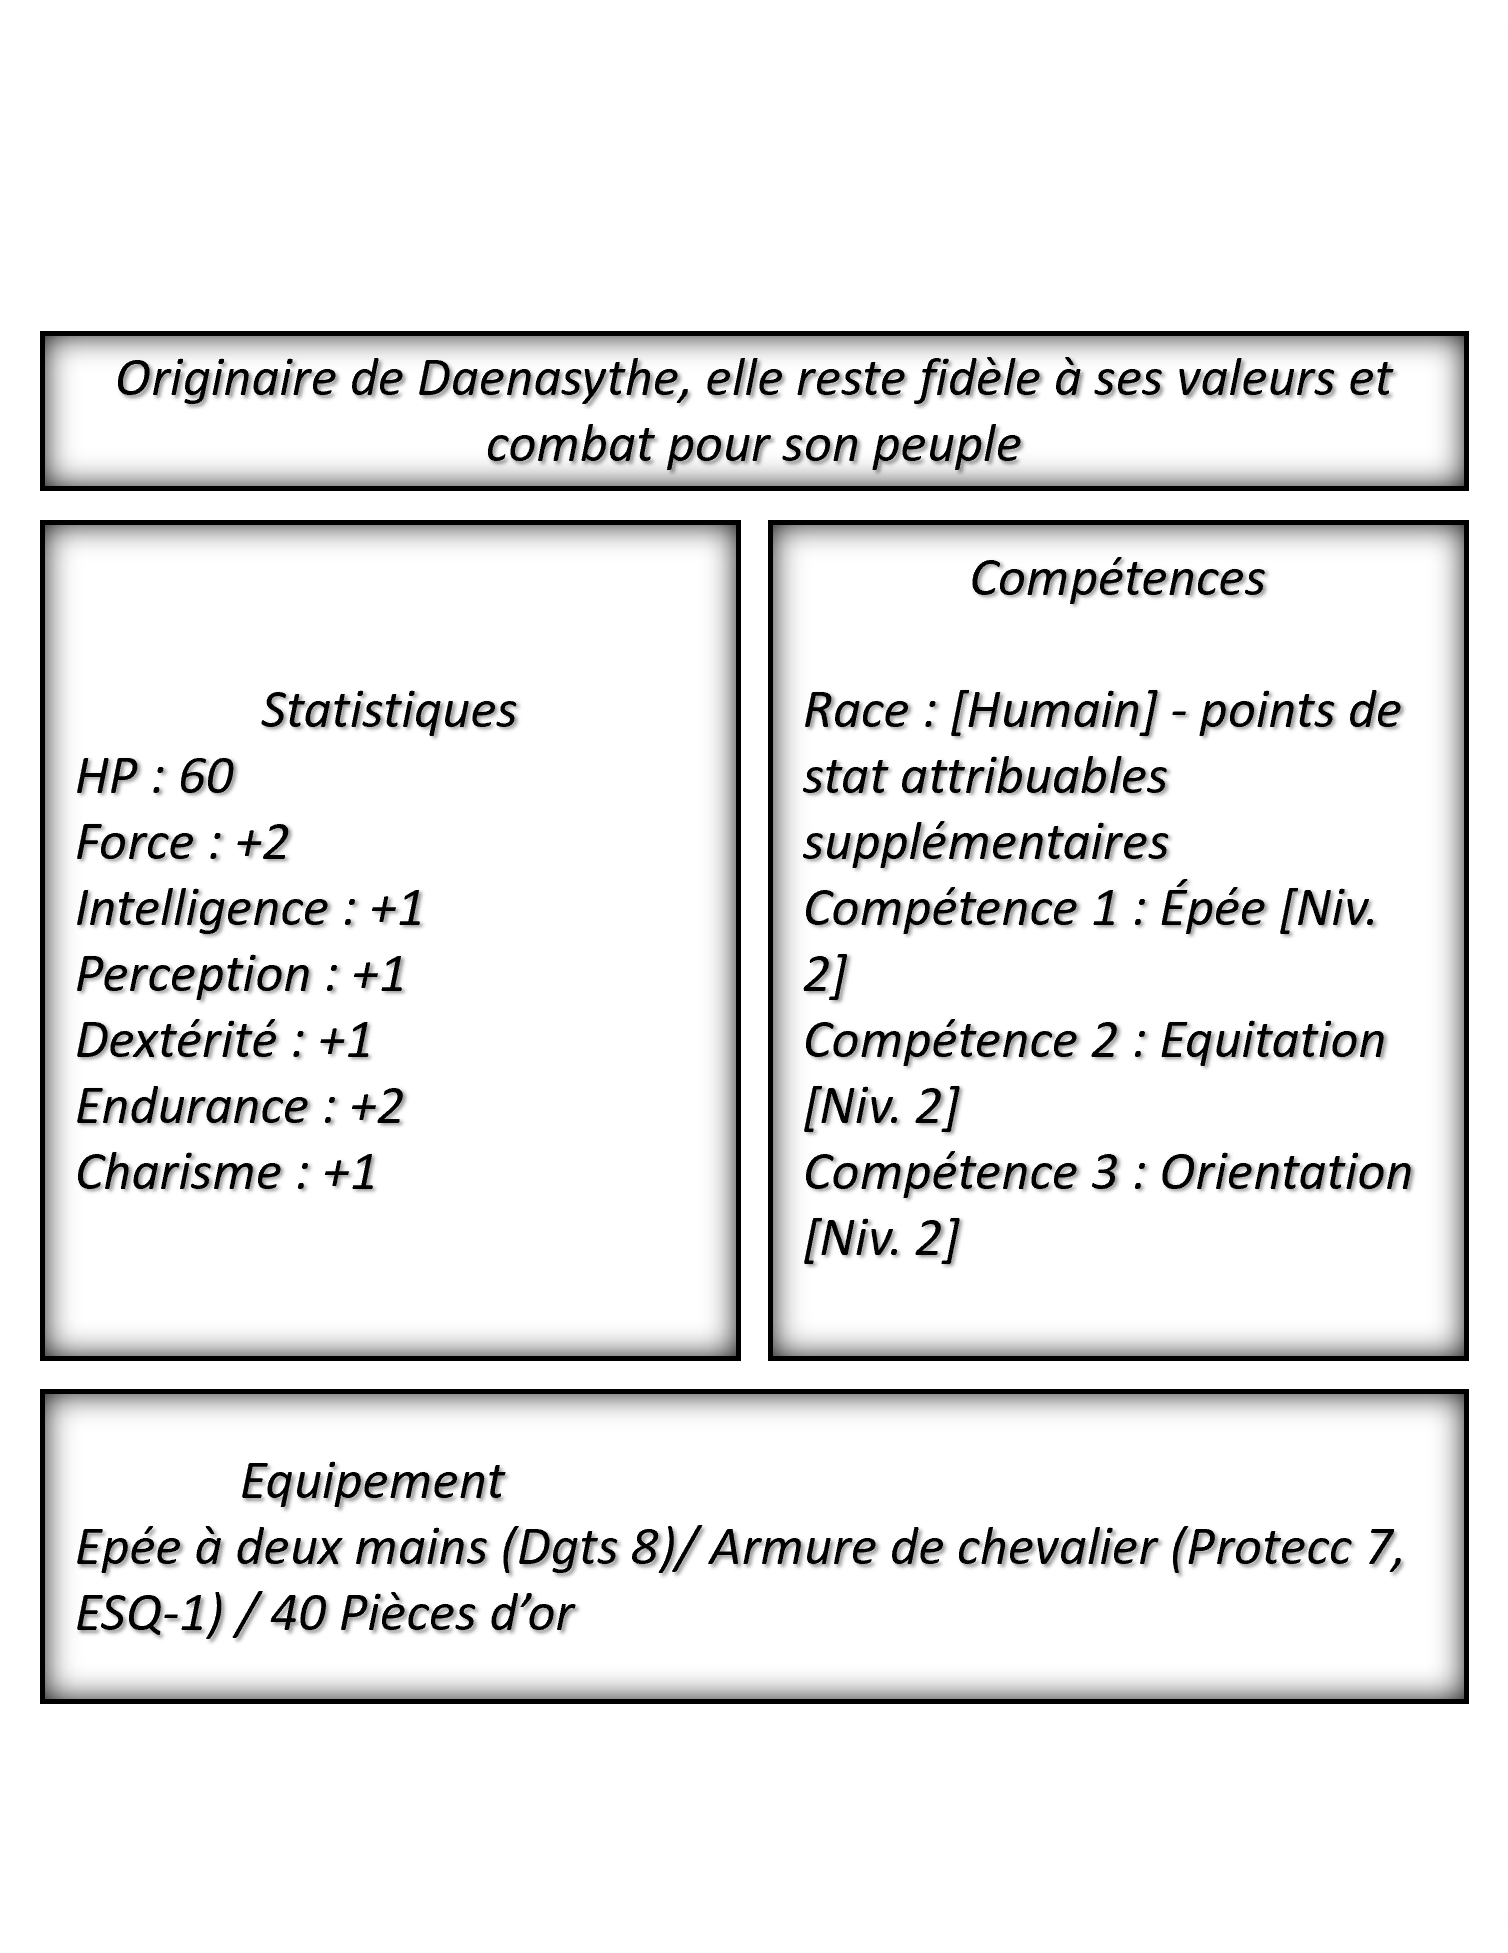 Originaire de Daenasythe, elle reste fidèle à ses valeurs et
combat pour son peuple
Statistiques
HP : 60
Force : +2
Intelligence : +1
Perception : +1
Dextérité : +1
Endurance : +2
Charisme : +1
Compétences
Race : [Humain] - points de
stat attribuables
supplémentaires
Compétence 1 : Épée [Niv.
2]
Compétence 2 : Equitation
[Niv. 2]
Compétence 3 : Orientation
[Niv. 2]
Equipement
Epée à deux mains (Dgts 8)/ Armure de chevalier (Protecc 7,
ESQ-1) / 40 Pièces d’or